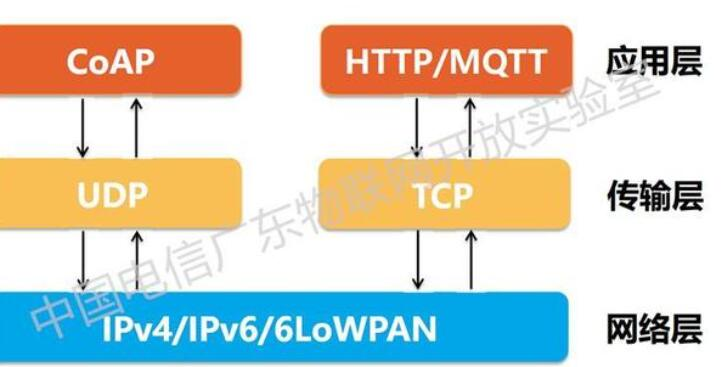 CoAP
HTTP/MQTT
应用层
UDP
TCP
传输层
IPv4/IPv6/6LoWPAN
网络层
中国电信广东物联网开放实验室